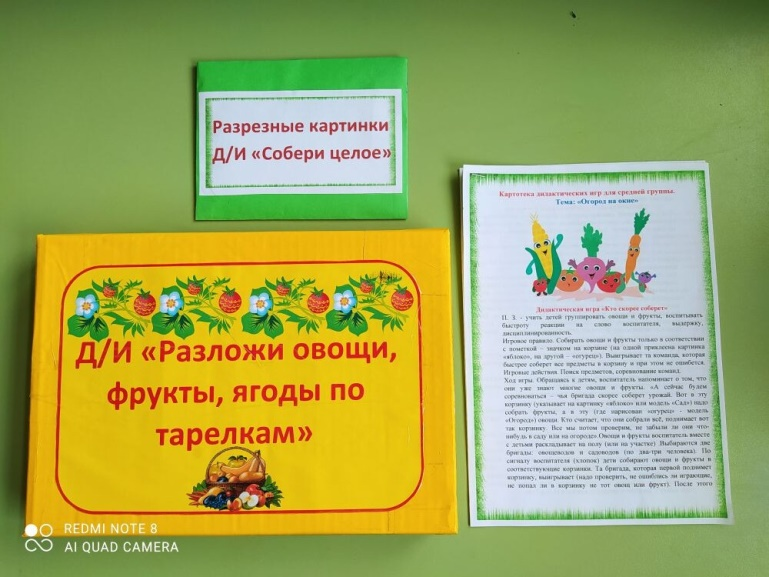 Разрезные картинки
Д/И «Собери целое»
Д/И «Разложи овощи,
фрукты, ягоды по
тарелкам»
Картотека дидактических игр для средней группы.
Тема: «Огород на окне»
Дидактическая игра «Кто скорее соберет»
П. З. - учить детей группировать овощи и фрукты; воспитывать
быстроту реакции на слово воспитателя, выдержку,
дисциплинированность.
Игровое правило. Собирать овощи и фрукты только в соответствии
с пометкой – значком на корзине (на одной приклеена картинка
«яблоко», на другой – «огурец»). Выигрывает та команда, которая
быстрее соберет все предметы в корзину и при этом не ошибется.
Игровые действия. Поиск предметов, соревнование команд.
Ход игры. Обращаясь к детям, воспитатель напоминает о том, что
они уже знают многие овощи и фрукты. «А сейчас будем
соревноваться – чья бригада скорее соберет урожай. Вот в эту
корзину (указывает на картинку «яблоко» или модель «Сад») надо
собрать фрукты, а в эту (где нарисован «огурец» - модель
«Огород») овощи. Кто считает, что они собрали всё, поднимает вот
так корзину. Все мы потом проверим, не забыли ли они что-
нибудь в саду или на огороде».Овощи и фрукты воспитатель вместе
с детьми раскладывает на полу (или на участке). Выбираются две
бригады: овощеводов и садоводов (по два-три человека). По
сигналу воспитателя (хлопок) дети собирают овощи и фрукты в
соответствующие корзины. Та бригада, которая первой поднимет
корзину, выигрывает (надо проверить, не ошиблись ли играющие,
не попал ли в корзину не тот овощ или фрукт). После этого
REDMI NOTE 8
AI QUAD CAMERA